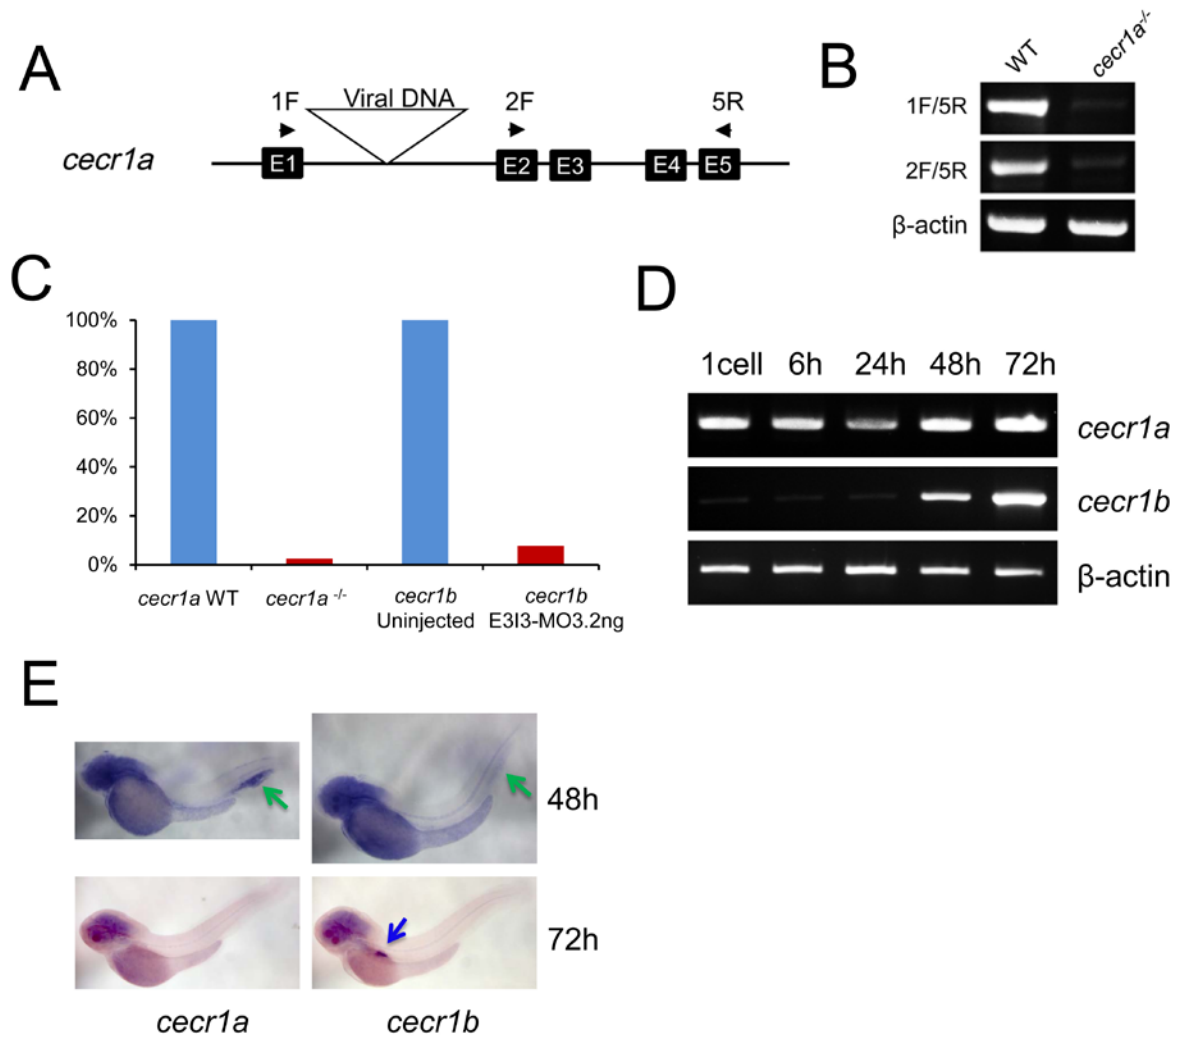 A
1F Viral DNA 2F 5R
cecr1a E1 E2 E3 E4 E5
B
WT cecr1a-/-
1F/5R
2F/5R
β-actin
C
100%
80%
60%
40%
20%
0%
cecr1a WT cecr1a -/- cecr1b Uninjected cecr1b E3I3-MO3.2ng
D
1cell 6h 24h 48h 72h
cecr1a
cecr1b
β-actin
E
48h
72h
cecr1a cecr1b